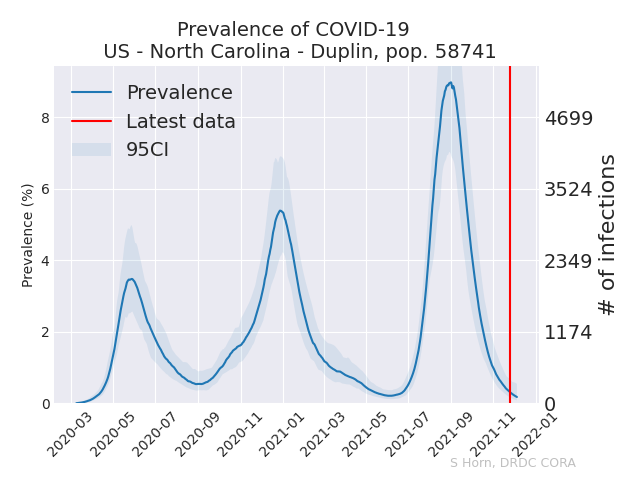 Prevalence of COVID-19
US - North Carolina - Duplin, pop. 58741
Prevalence
Latest data
95CI
Prevalence (%)
8
6
4
2
0
4699
3524
2349
1174
0
# of infections
2020-03
2020-05
2020-07
2020-09
2020-11
2021-01
2021-03
2021-05
2021-07
2021-09
2021-11
2022-01
S Horn, DRDC CORA